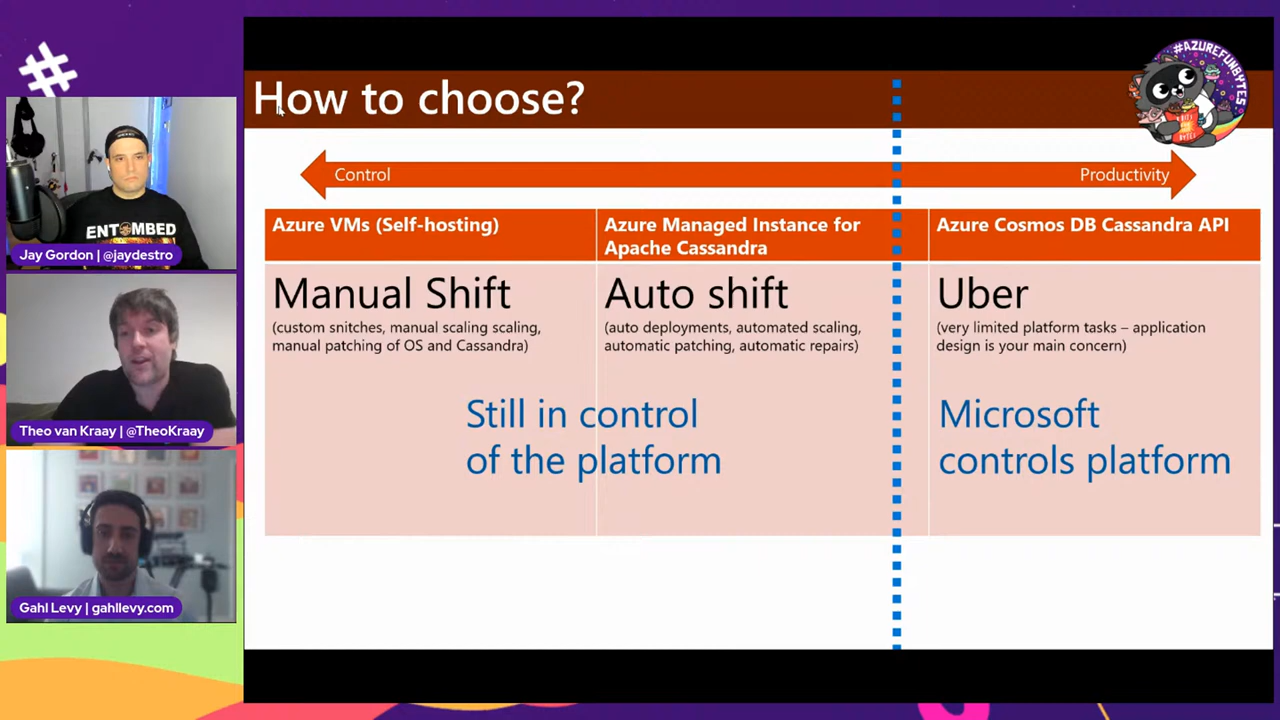 How to choose?
#AZUREFUNBYTES
Control
Productivity
Azure VMs (Self-hosting)
Azure Managed Instance for
Apache Cassandra
Azure Cosmos DB Cassandra API
Manual Shift
(custom snitches, manual scaling scaling,
manual patching of OS and Cassandra)
Auto shift
(auto deployments, automated scaling,
automatic patching, automatic repairs)
Uber
(very limited platform tasks – application
design is your main concern)
Still in control
of the platform
Microsoft
controls platform
#
ENTOMBED
Jay Gordon | @jaydestro
Theo van Kraay | @TheoKraay
Gahl Levy | gahllevy.com